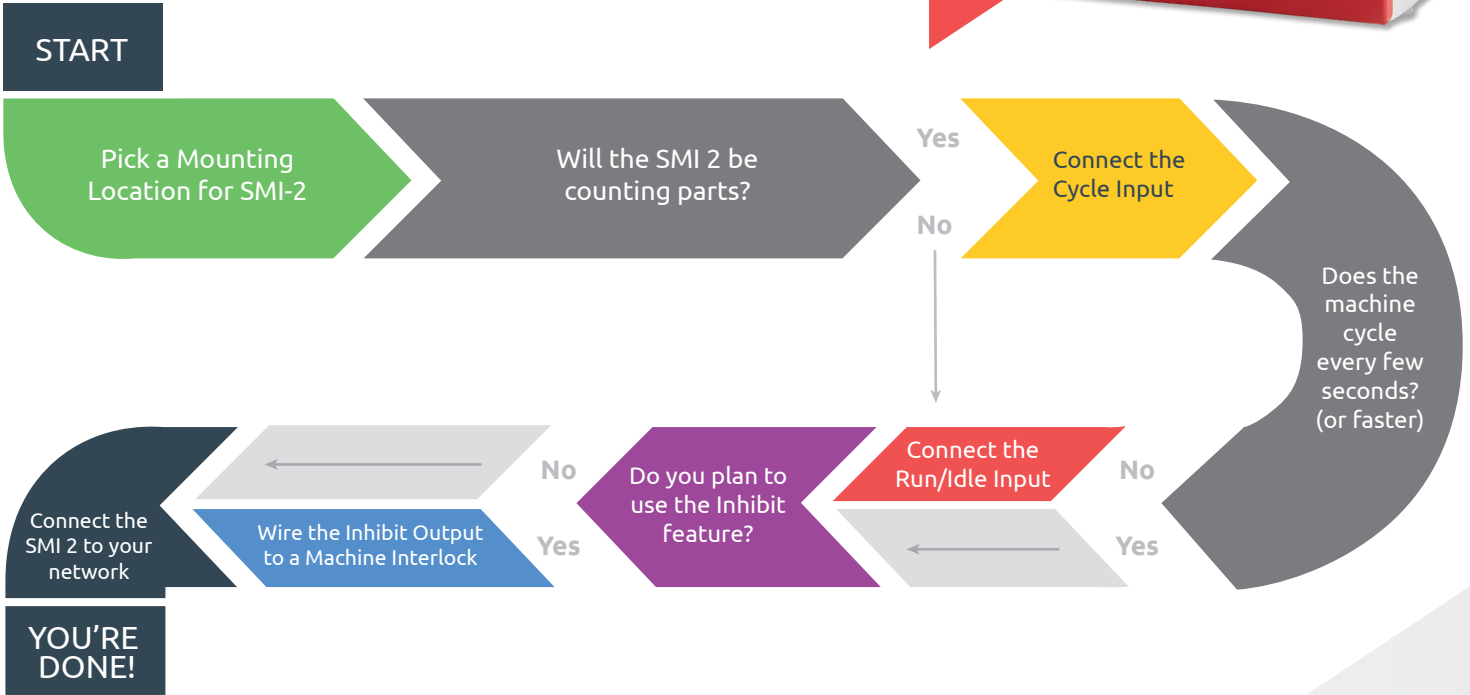 START
Pick a Mounting
Location for SMI-2
Will the SMI 2 be
counting parts?
Yes
No
Connect the
Cycle Input
Does the
machine
cycle
every few
seconds?
(or faster)
No
Yes
Connect the
Run/Idle Input
Do you plan to
use the Inhibit
feature?
No
Yes
Wire the Inhibit Output
to a Machine Interlock
Connect the
SMI 2 to your
network
YOU'RE
DONE!